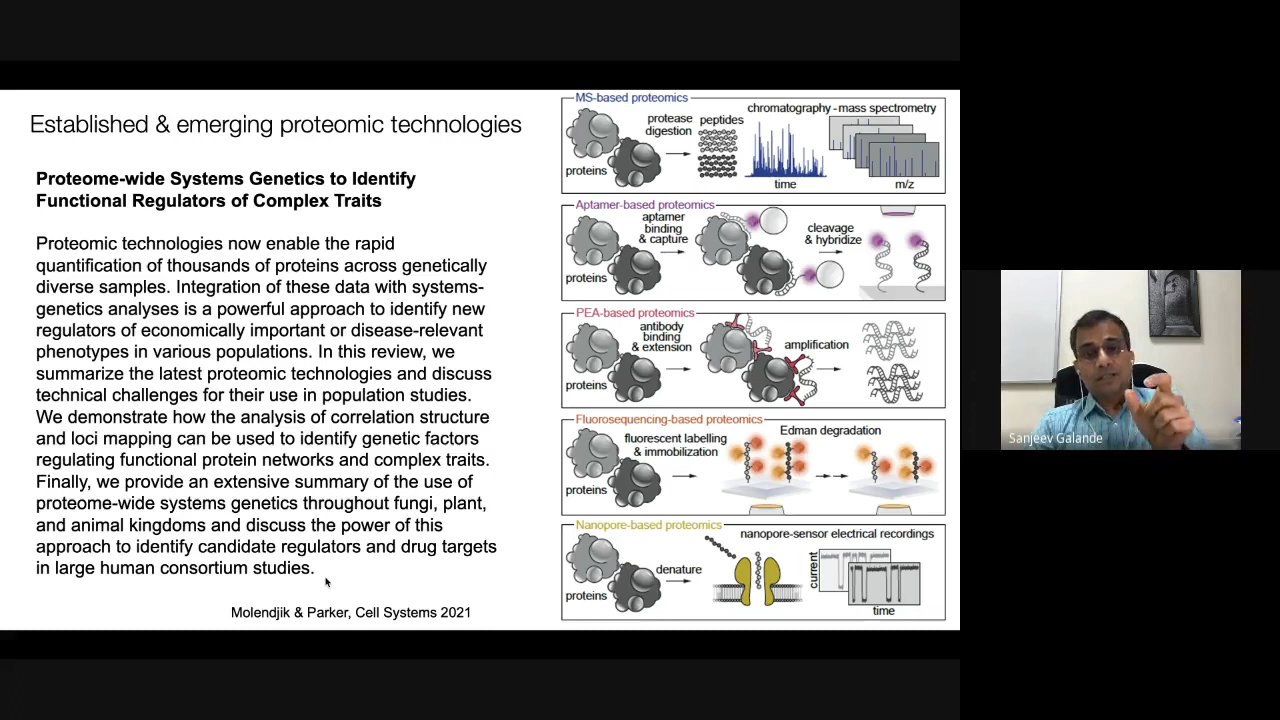 Established & emerging proteomic technologies
Proteome-wide Systems Genetics to Identify
Functional Regulators of Complex Traits
Proteomic technologies now enable the rapid
quantification of thousands of proteins across genetically
diverse samples. Integration of these data with systems-
genetics analyses is a powerful approach to identify new
regulators of economically important or disease-relevant
phenotypes in various populations. In this review, we
summarize the latest proteomic technologies and discuss
technical challenges for their use in population studies.
We demonstrate how the analysis of correlation structure
and loci mapping can be used to identify genetic factors
regulating functional protein networks and complex traits.
Finally, we provide an extensive summary of the use of
proteome-wide systems genetics throughout fungi, plant,
and animal kingdoms and discuss the power of this
approach to identify candidate regulators and drug targets
in large human consortium studies.
Molendjik & Parker, Cell Systems 2021
MS-based proteomics
proteins
protease
digestion
peptides
chromatography - mass spectrometry
time
m/z
Aptamer-based proteomics
proteins
aptamer
binding
& capture
cleavage
& hybridize
PEA-based proteomics
proteins
antibody
binding
& extension
amplification
Fluorosequencing-based proteomics
proteins
fluorescent labelling
& immobilization
Edman degradation
Nanopore-based proteomics
proteins
denature
nanopore-sensor electrical recordings
current
time
Sanjeev Galande